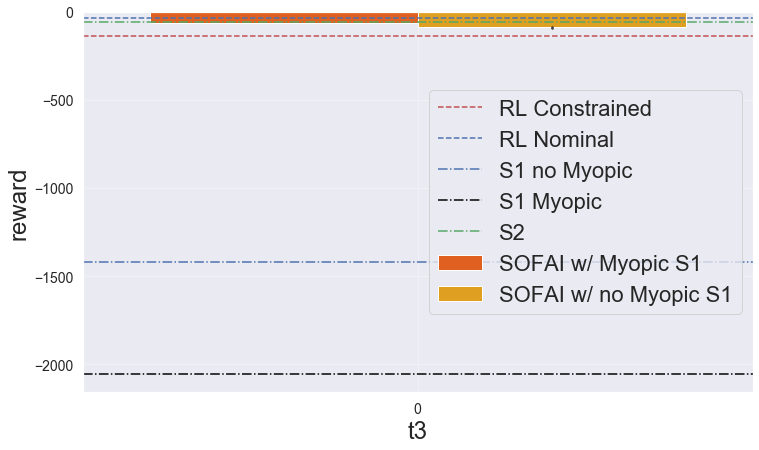 0
−500
−1000
−1500
−2000
reward
RL Constrained
RL Nominal
S1 no Myopic
S1 Myopic
S2
SOFAI w/ Myopic S1
SOFAI w/ no Myopic S1
0
t3